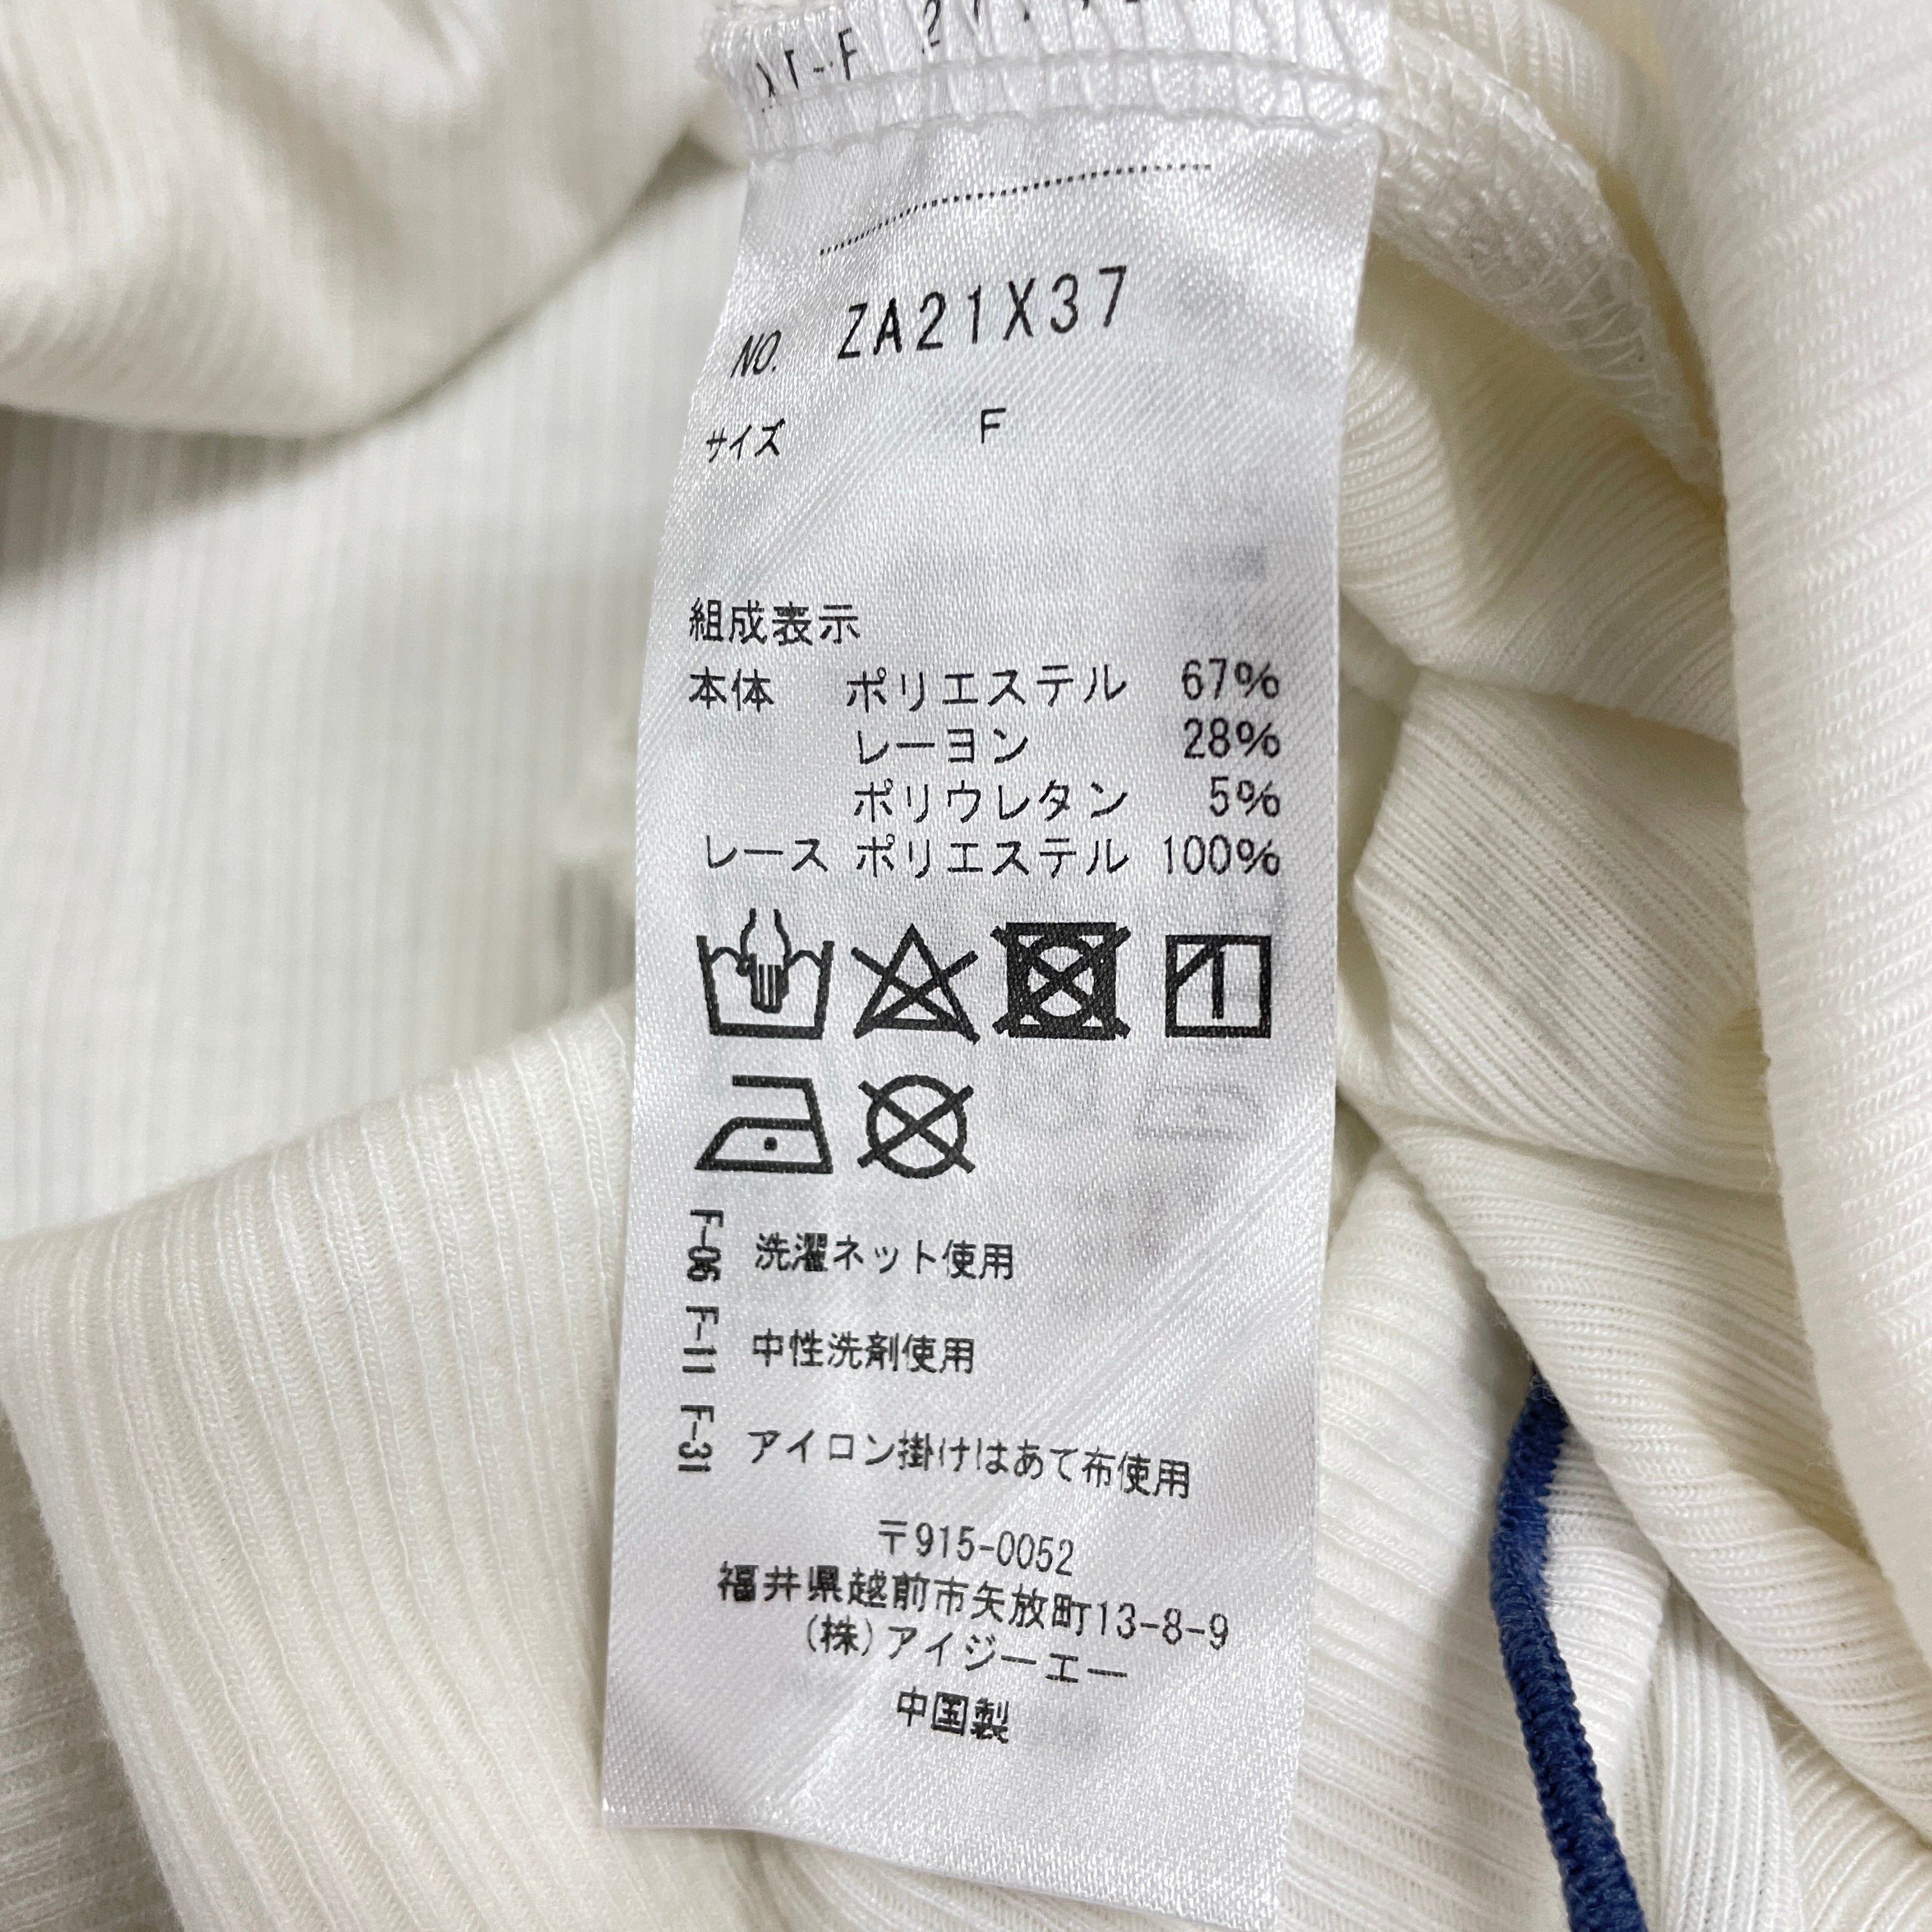 NO. ZA21X37
サイズ F
組成表示
本体 ポリエステル 67%
レーヨン 28%
ポリウレタン 5%
レース ポリエステル 100%
F-06 洗濯ネット使用
F-11 中性洗剤使用
F-31 アイロン掛けはあて布使用
〒915-0052
福井県越前市矢放町13-8-9
(株)アイジーエー
中国製